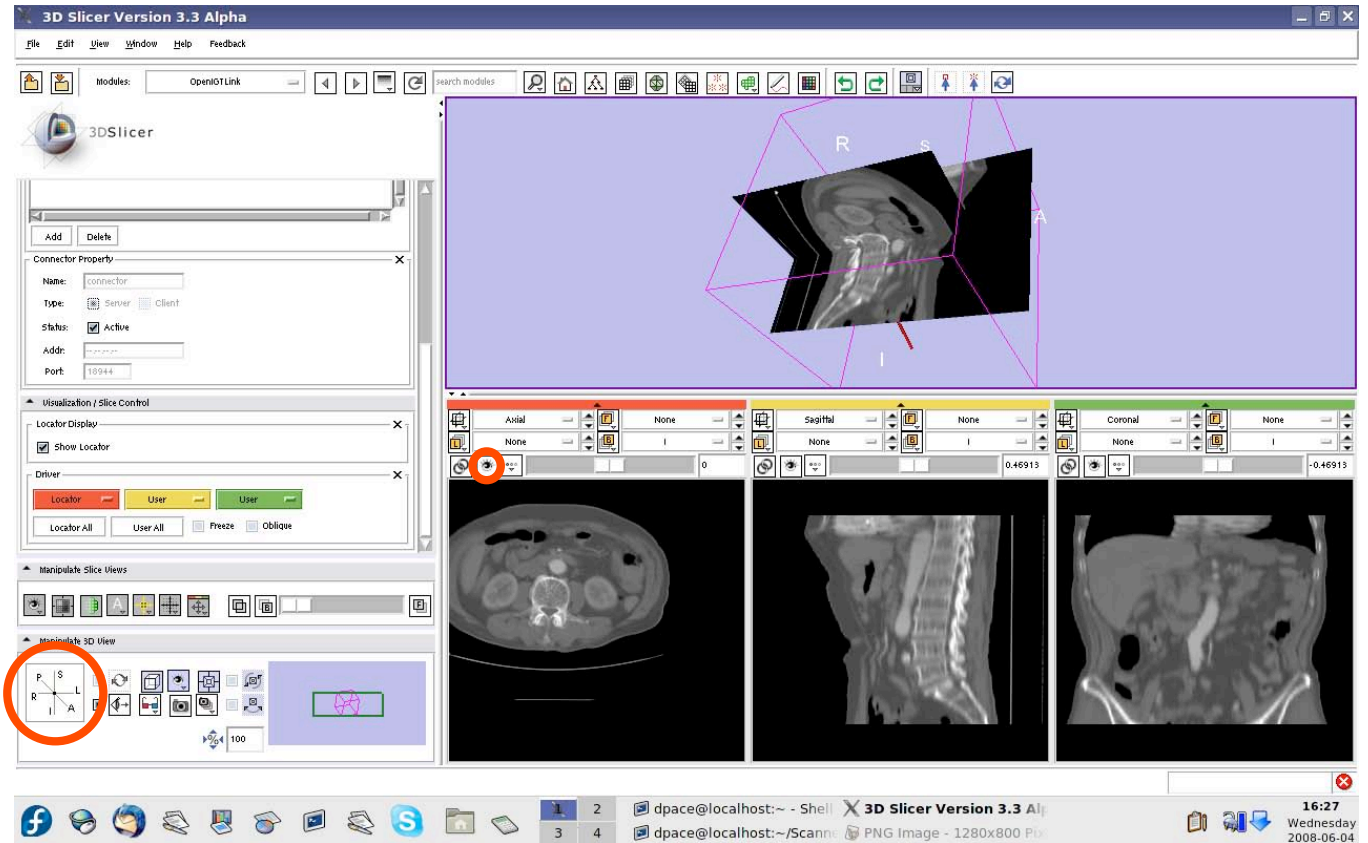 3D Slicer Version 3.3 Alpha
File Edit View Window Help Feedback
Modules: OpenIGTLink search modules
3DSlicer
R S
A
I
Add Delete
Connector Property
Name: connector
Type: Server Client
Status: Active
Addr: --.--.--.--
Port: 18944
Visualization / Slice Control
Locator Display
Show Locator
Driver
Locator User User
Locator All User All Freeze Oblique
Axial F None Sagittal F None Coronal F None
L None B I L None B I L None B I
0 0.46913 -0.46913
Manipulate Slice Views
A B F
Manipulate 3D View
P S
R L
I A
% 100
1 2 dpace@localhost:~ - Shell 3D Slicer Version 3.3 Alp
3 4 dpace@localhost:~/Scanne PNG Image - 1280x800 Pix
16:27
Wednesday
2008-06-04